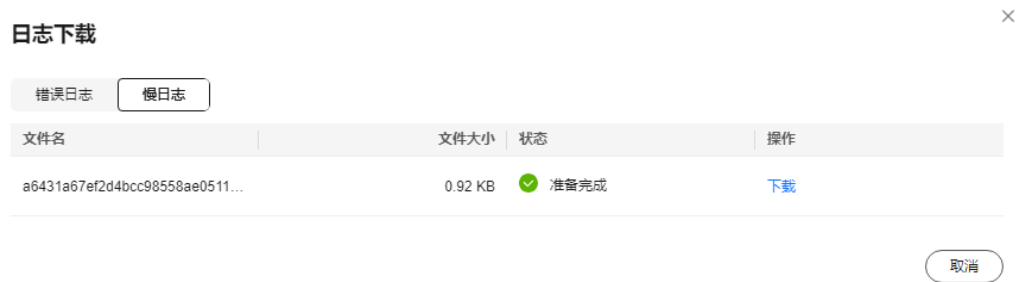 日志下载
错误日志 慢日志
文件名 文件大小 状态 操作
a6431a67ef2d4bcc98558ae0511... 0.92 KB 准备完成 下载
取消